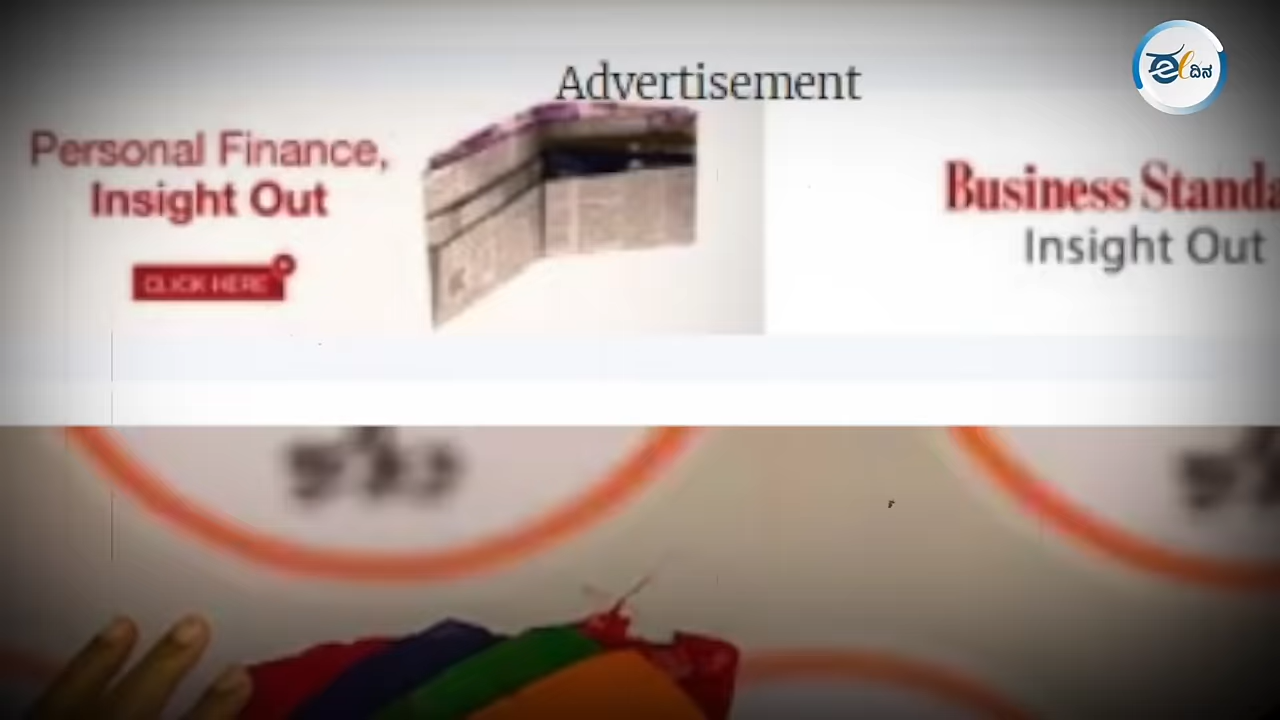 Advertisement
Personal Finance,
Insight Out
CLICK HERE
Business Standa
Insight Out
ದಿನ